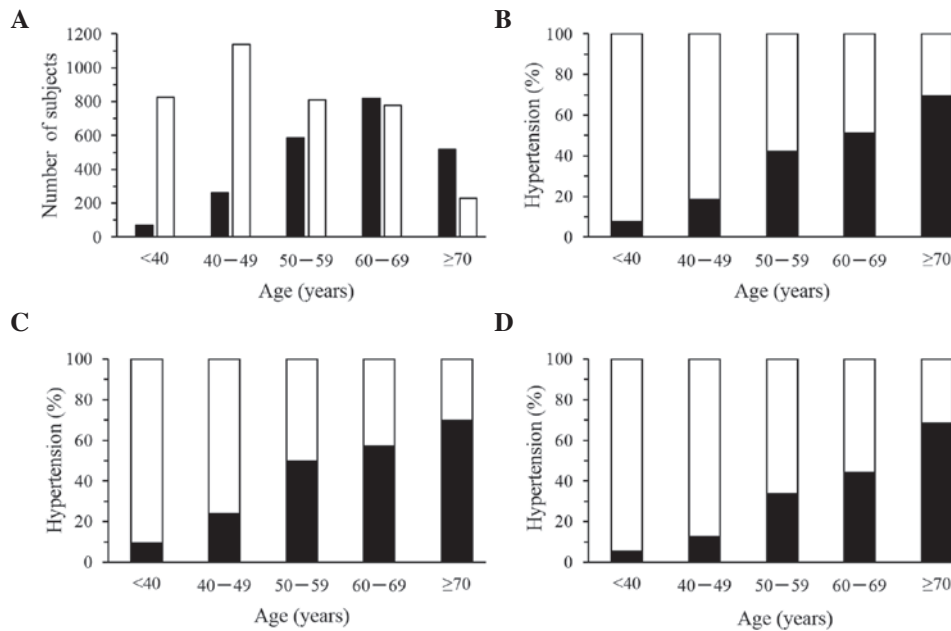 A
Number of subjects
1200
1000
800
600
400
200
0
<40 40−49 50−59 60−69 ≥70
Age (years)
B
Hypertension (%)
100
80
60
40
20
0
<40 40−49 50−59 60−69 ≥70
Age (years)
C
Hypertension (%)
100
80
60
40
20
0
<40 40−49 50−59 60−69 ≥70
Age (years)
D
Hypertension (%)
100
80
60
40
20
0
<40 40−49 50−59 60−69 ≥70
Age (years)